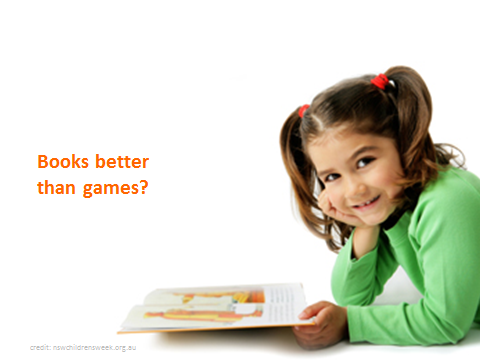 Books better
than games?
credit: nswchildrensweek.org.au